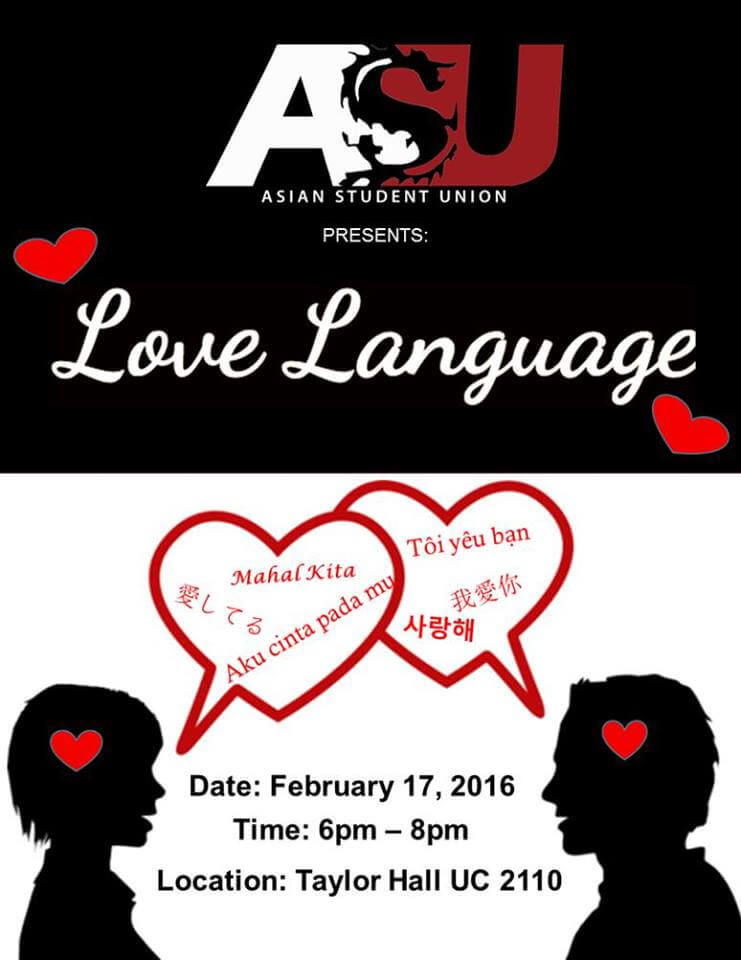 ASU
ASIAN STUDENT UNION
PRESENTS:
Love Language
Mahal Kita
愛してる
Aku cinta pada mu
Tôi yêu bạn
我愛你
사랑해
Date: February 17, 2016
Time: 6pm – 8pm
Location: Taylor Hall UC 2110